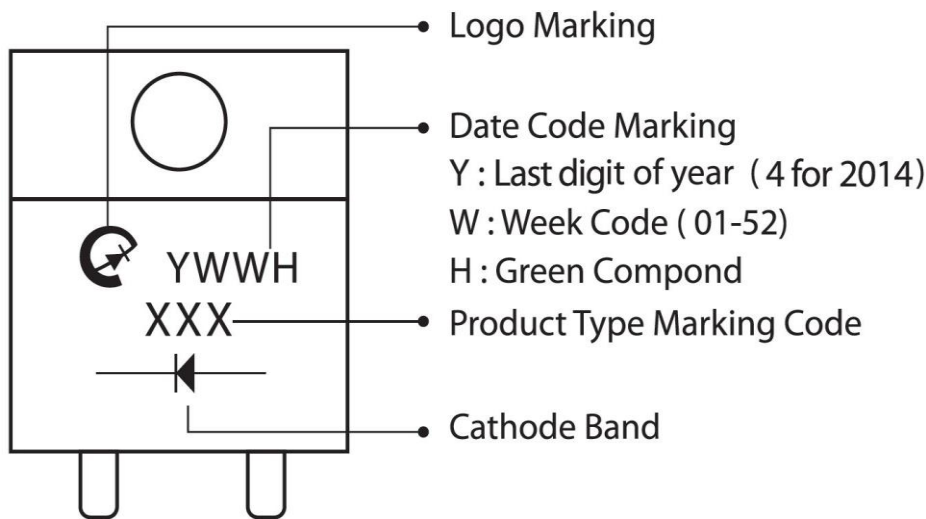 Logo Marking
Date Code Marking
Y : Last digit of year ( 4 for 2014)
W : Week Code ( 01-52)
H : Green Compond
YWWH
XXX
Product Type Marking Code
Cathode Band